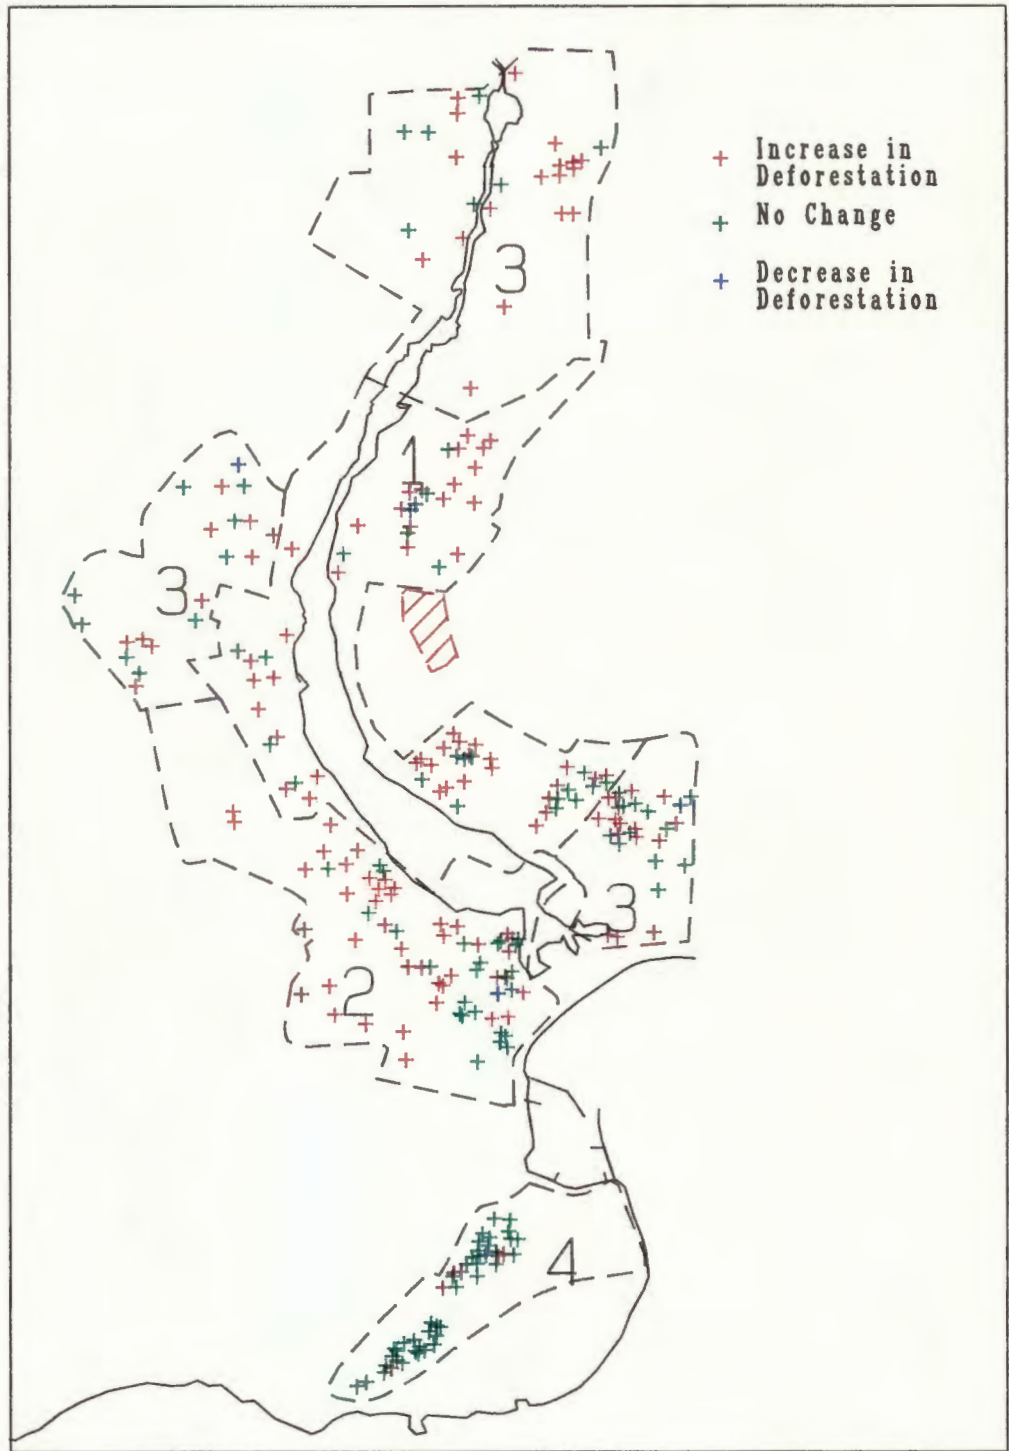 Increase in
Deforestation
No Change
3
Decrease in
Deforestation
1
3
3
2
4